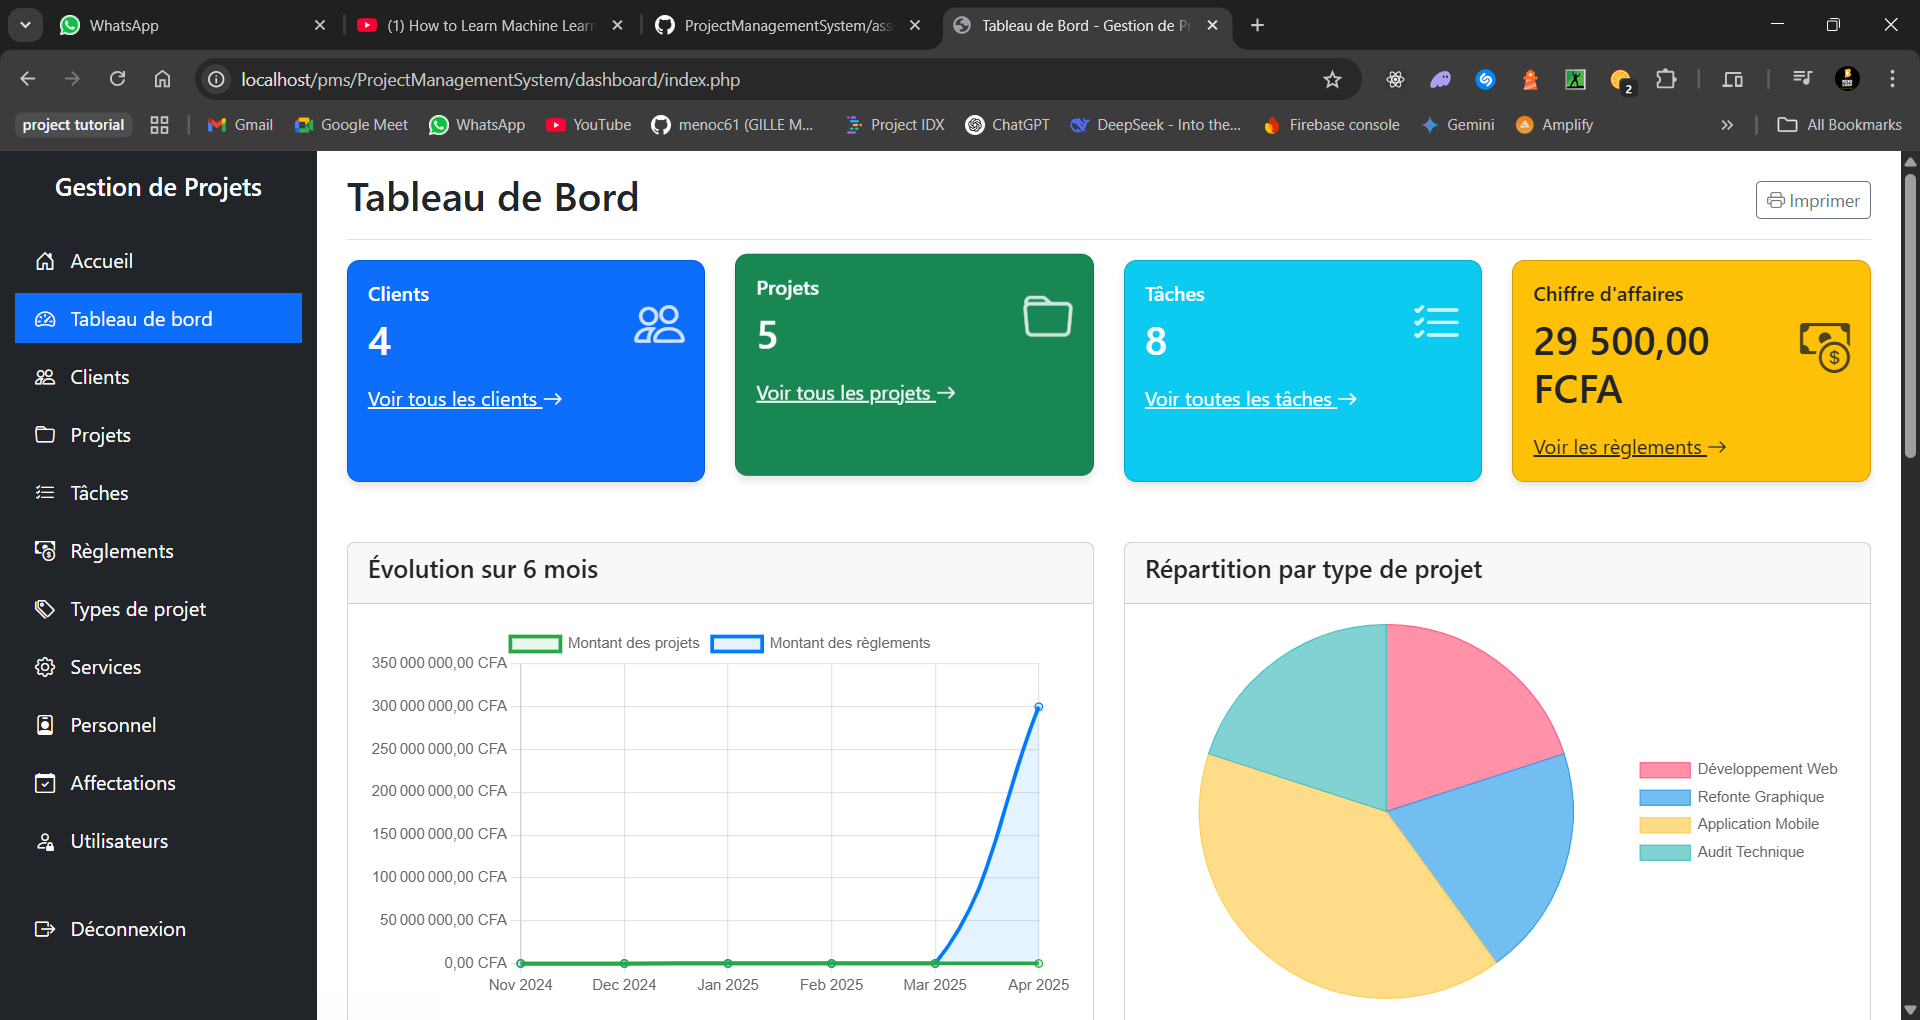 WhatsApp
(1) How to Learn Machine Lear
ProjectManagementSystem/ass
Tableau de Bord - Gestion de P
localhost/pms/ProjectManagementSystem/dashboard/index.php
2
project tutorial
Gmail
Google Meet
WhatsApp
YouTube
menoc61 (GILLE M...
Project IDX
ChatGPT
DeepSeek - Into the...
Firebase console
Gemini
Amplify
»
All Bookmarks
Gestion de Projets
Accueil
Tableau de bord
Clients
Projets
Tâches
Règlements
Types de projet
Services
Personnel
Affectations
Utilisateurs
Déconnexion
Tableau de Bord
Imprimer
Clients
4
Voir tous les clients →
Projets
5
Voir tous les projets →
Tâches
8
Voir toutes les tâches →
Chiffre d'affaires
29 500,00
FCFA
Voir les règlements →
Évolution sur 6 mois
Montant des projets
Montant des règlements
350 000 000,00 CFA
300 000 000,00 CFA
250 000 000,00 CFA
200 000 000,00 CFA
150 000 000,00 CFA
100 000 000,00 CFA
50 000 000,00 CFA
0,00 CFA
Nov 2024
Dec 2024
Jan 2025
Feb 2025
Mar 2025
Apr 2025
Répartition par type de projet
Développement Web
Refonte Graphique
Application Mobile
Audit Technique